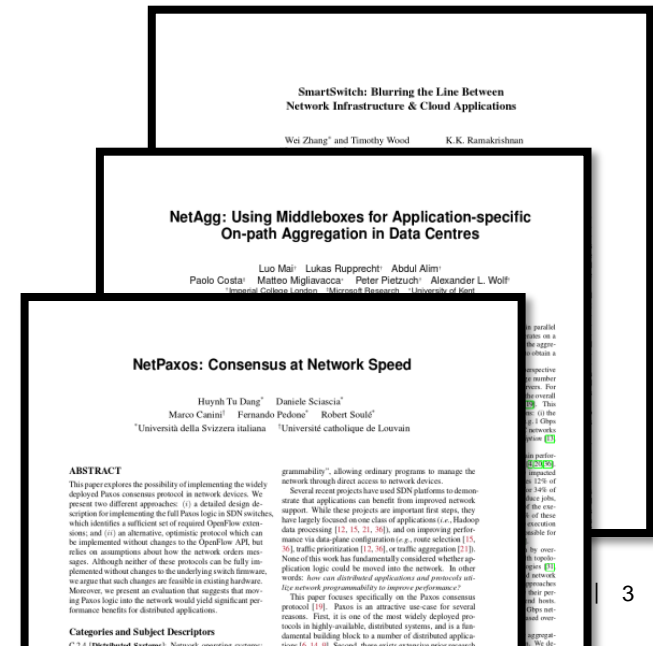 SmartSwitch: Blurring the Line Between
Network Infrastructure & Cloud Applications
Wei Zhang* and Timothy Wood K.K. Ramakrishnan
NetAgg: Using Middleboxes for Application-specific
On-path Aggregation in Data Centres
Luo Mai Lukas Rupprecht Abdul Alim
Paolo Costa Matteo Migliavacca Peter Pietzuch Alexander L. Wolf
Imperial College London Microsoft Research University of Kent
NetPaxos: Consensus at Network Speed
Huynh Tu Dang* Daniele Sciascia*
Marco Canini† Fernando Pedone* Robert Soulé*
*Università della Svizzera italiana †Université catholique de Louvain
ABSTRACT
This paper explores the possibility of implementing the widely
deployed Paxos consensus protocol in network devices. We
present two different approaches: (i) a detailed design de-
scription for implementing the full Paxos logic in SDN switches,
which identifies a sufficient set of required OpenFlow exten-
sions; and (ii) an alternative, optimistic protocol which can
be implemented without changes to the OpenFlow API, but
relies on assumptions about how the network orders mes-
sages. Although neither of these protocols can be fully im-
plemented without changes to the underlying switch firmware,
we argue that such changes are feasible in existing hardware.
Moreover, we present an evaluation that suggests that mov-
ing Paxos logic into the network would yield significant per-
formance benefits for distributed applications.
Categories and Subject Descriptors
C.2.4 [Distributed Systems]: Network operating systems;
grammability", allowing ordinary programs to manage the
network through direct access to network devices.
Several recent projects have used SDN platforms to demon-
strate that applications can benefit from improved network
support. While these projects are important first steps, they
have largely focused on one class of applications (i.e., Hadoop
data processing [12, 15, 21, 36]), and on improving perfor-
mance via data-plane configuration (e.g., route selection [15,
36], traffic prioritization [12, 36], or traffic aggregation [21]).
None of this work has fundamentally considered whether ap-
plication logic could be moved into the network. In other
words: how can distributed applications and protocols uti-
lize network programmability to improve performance?
This paper focuses specifically on the Paxos consensus
protocol [19]. Paxos is an attractive use-case for several
reasons. First, it is one of the most widely deployed pro-
tocols in highly-available, distributed systems, and is a fun-
damental building block to a number of distributed applica-
tions [6, 14, 9]. Second, there exists extensive prior research
| 3